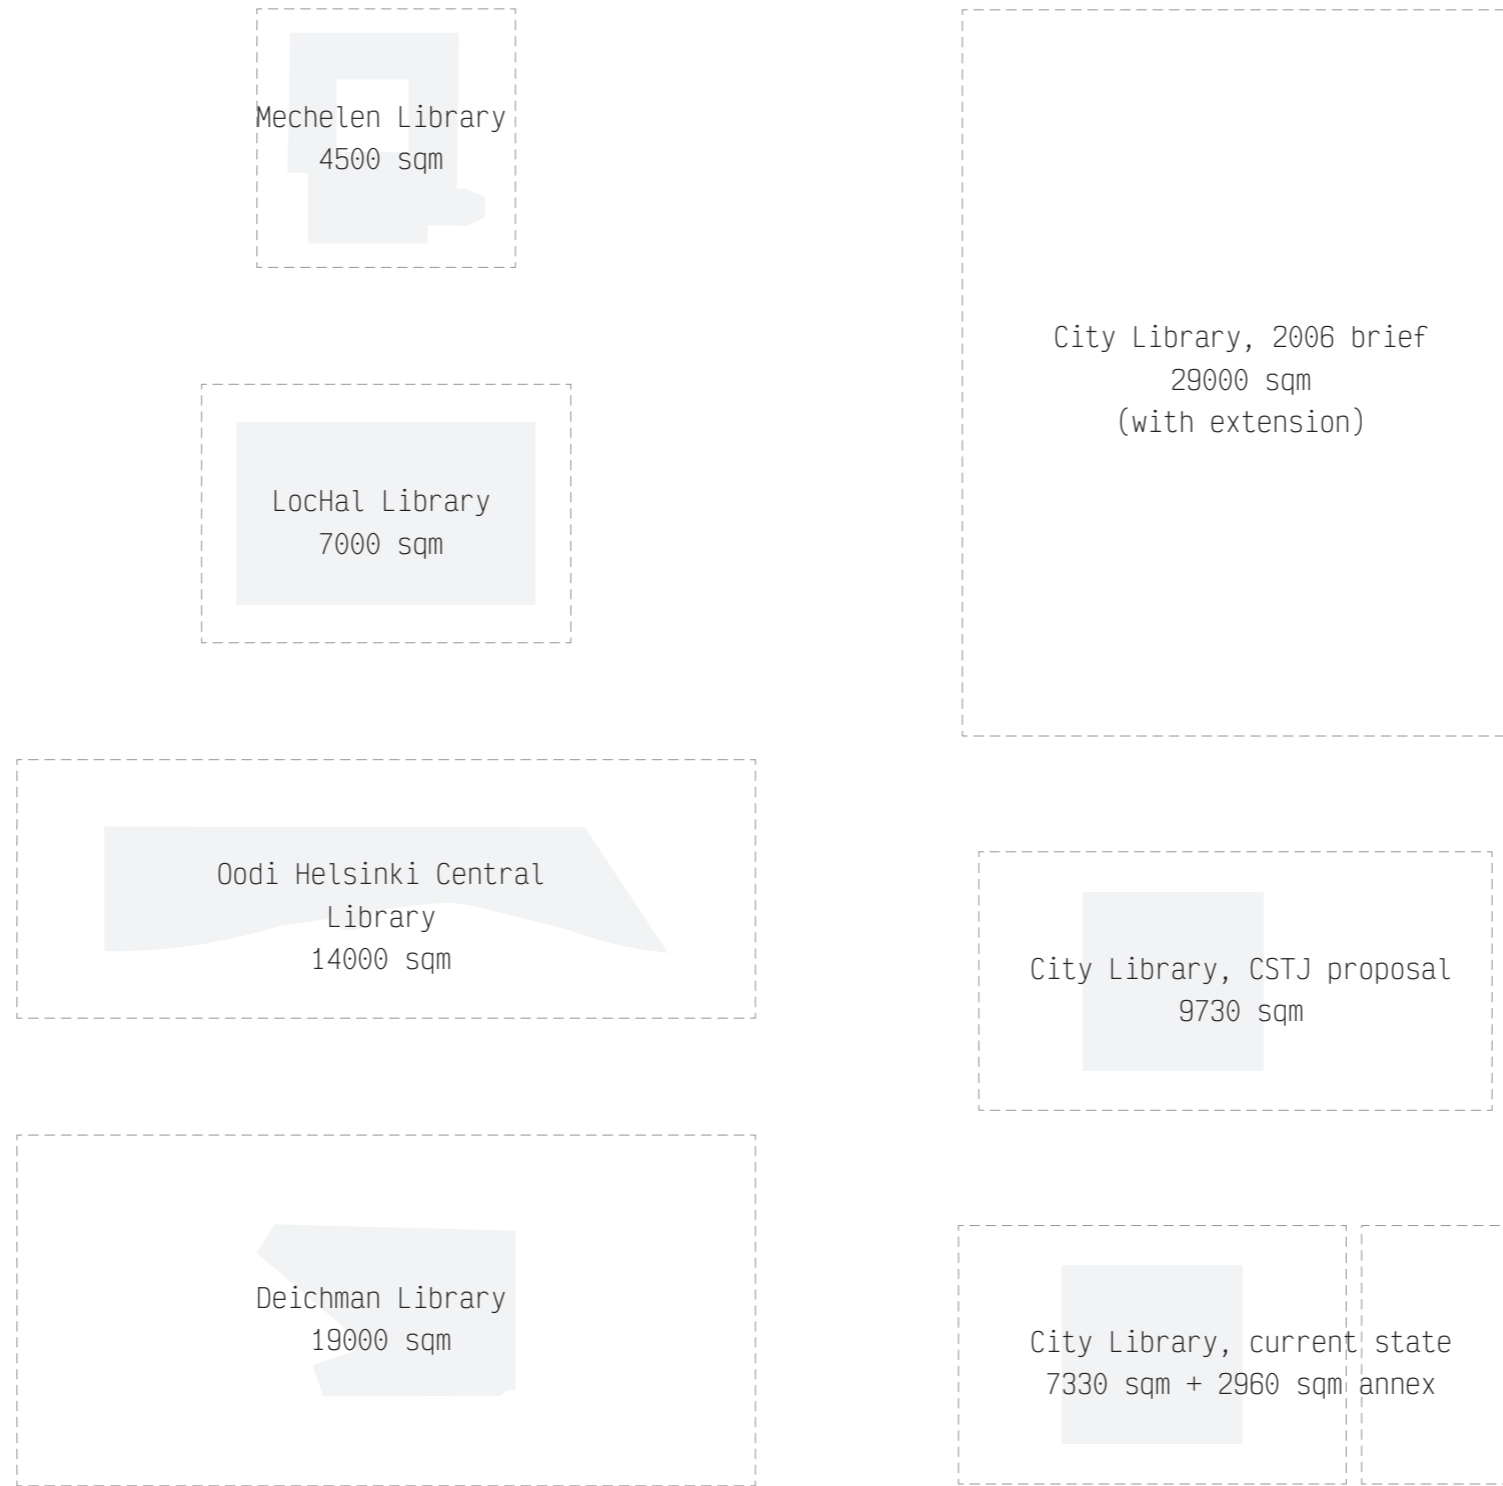 Mechelen Library
4500 sqm
LocHal Library
7000 sqm
Oodi Helsinki Central
Library
14000 sqm
Deichman Library
19000 sqm
City Library, 2006 brief
29000 sqm
(with extension)
City Library, CSTJ proposal
9730 sqm
City Library, current state
7330 sqm + 2960 sqm annex